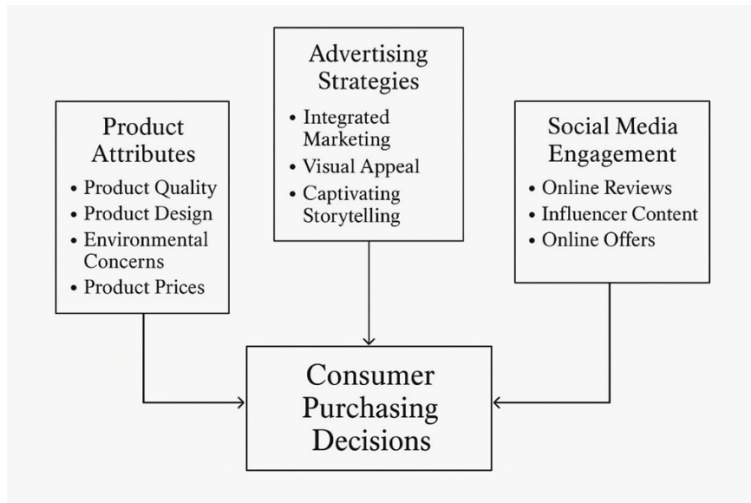 Product
Attributes
• Product Quality
• Product Design
• Environmental
Concerns
• Product Prices
Advertising
Strategies
• Integrated
Marketing
• Visual Appeal
• Captivating
Storytelling
Social Media
Engagement
• Online Reviews
• Influencer Content
• Online Offers
Consumer
Purchasing
Decisions